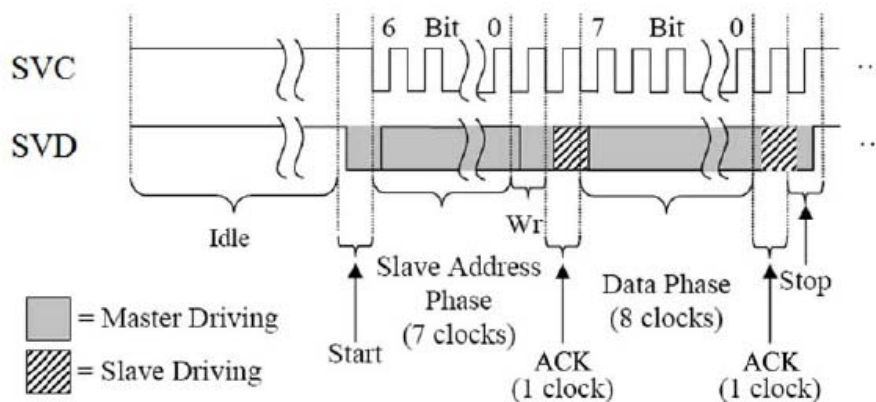 6 Bit 0 7 Bit 0
SVC
SVD
Idle
Wr
Slave Address
Phase
(7 clocks)
Data Phase
(8 clocks)
Stop
= Master Driving
= Slave Driving
Start
ACK
(1 clock)
ACK
(1 clock)